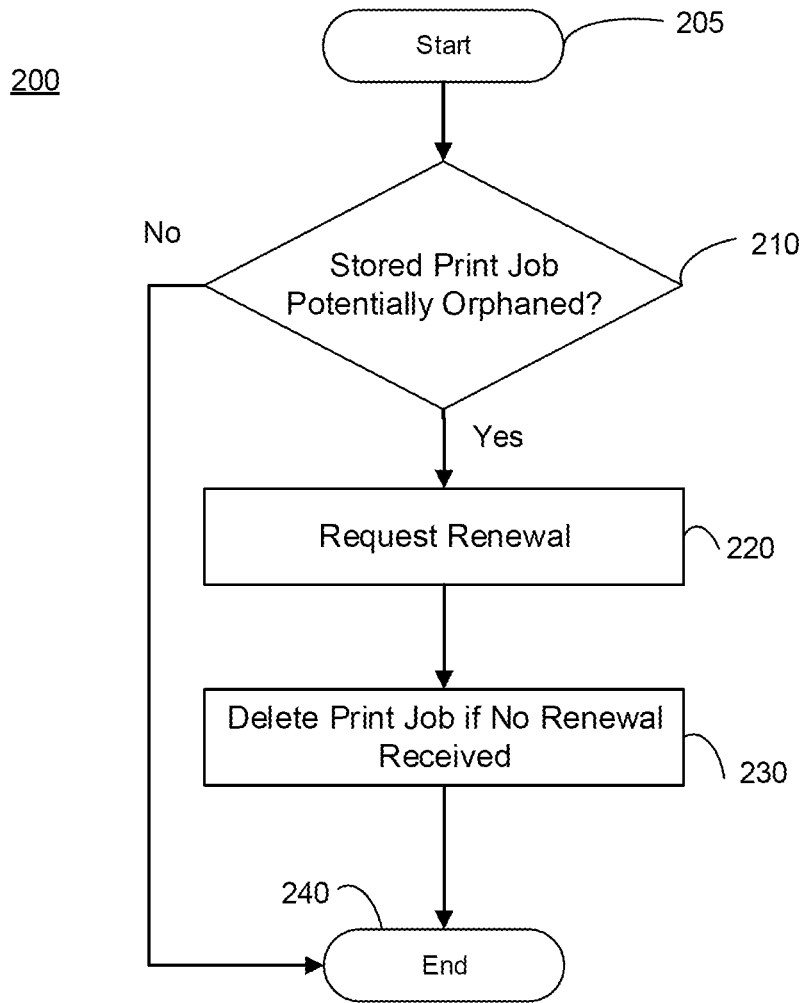 Start
205
200
No
Stored Print Job
Potentially Orphaned?
210
Yes
Request Renewal
220
Delete Print Job if No Renewal
Received
230
240
End